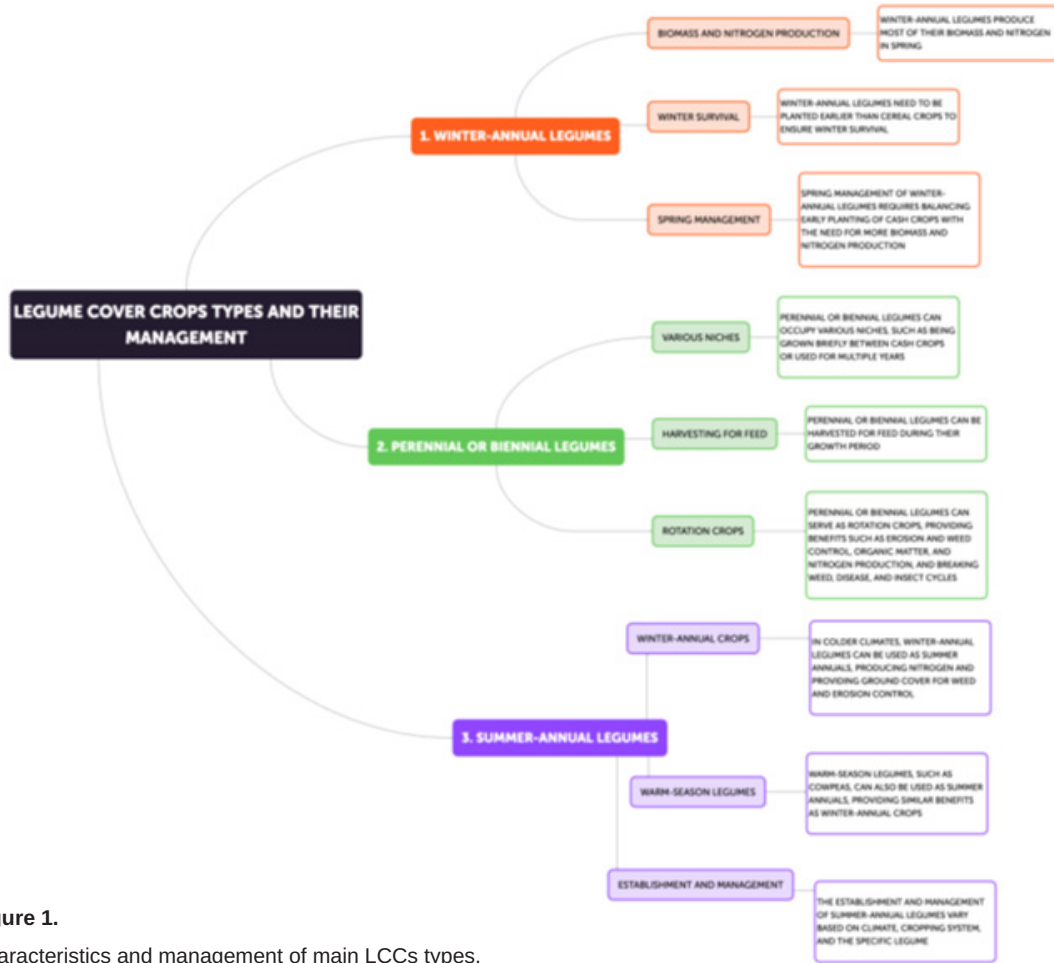 LEGUME COVER CROPS TYPES AND THEIR
MANAGEMENT
1. WINTER-ANNUAL LEGUMES
BIOMASS AND NITROGEN PRODUCTION
WINTER-ANNUAL LEGUMES PRODUCE
MOST OF THEIR BIOMASS AND NITROGEN
IN SPRING
WINTER SURVIVAL
WINTER-ANNUAL LEGUMES NEED TO BE
PLANTED EARLIER THAN CEREAL CROPS TO
ENSURE WINTER SURVIVAL
SPRING MANAGEMENT
SPRING MANAGEMENT OF WINTER-
ANNUAL LEGUMES REQUIRES BALANCING
EARLY PLANTING OF CASH CROPS WITH
THE NEED FOR MORE BIOMASS AND
NITROGEN PRODUCTION
2. PERENNIAL OR BIENNIAL LEGUMES
VARIOUS NICHES
PERENNIAL OR BIENNIAL LEGUMES CAN
OCCUPY VARIOUS NICHES, SUCH AS BEING
GROWN BRIEFLY BETWEEN CASH CROPS
OR USED FOR MULTIPLE YEARS
HARVESTING FOR FEED
PERENNIAL OR BIENNIAL LEGUMES CAN BE
HARVESTED FOR FEED DURING THEIR
GROWTH PERIOD
ROTATION CROPS
PERENNIAL OR BIENNIAL LEGUMES CAN
SERVE AS ROTATION CROPS, PROVIDING
BENEFITS SUCH AS EROSION AND WEED
CONTROL, ORGANIC MATTER, AND
NITROGEN PRODUCTION, AND BREAKING
WEED, DISEASE, AND INSECT CYCLES
3. SUMMER-ANNUAL LEGUMES
WINTER-ANNUAL CROPS
IN COLDER CLIMATES, WINTER-ANNUAL
LEGUMES CAN BE USED AS SUMMER
ANNUALS, PRODUCING NITROGEN AND
PROVIDING GROUND COVER FOR WEED
AND EROSION CONTROL
WARM-SEASON LEGUMES
WARM-SEASON LEGUMES, SUCH AS
COWPEAS, CAN ALSO BE USED AS SUMMER
ANNUALS, PROVIDING SIMILAR BENEFITS
AS WINTER-ANNUAL CROPS
ESTABLISHMENT AND MANAGEMENT
THE ESTABLISHMENT AND MANAGEMENT
OF SUMMER-ANNUAL LEGUMES VARY
BASED ON CLIMATE, CROPPING SYSTEM,
AND THE SPECIFIC LEGUME
gure 1.
aracteristics and management of main LCCs types.